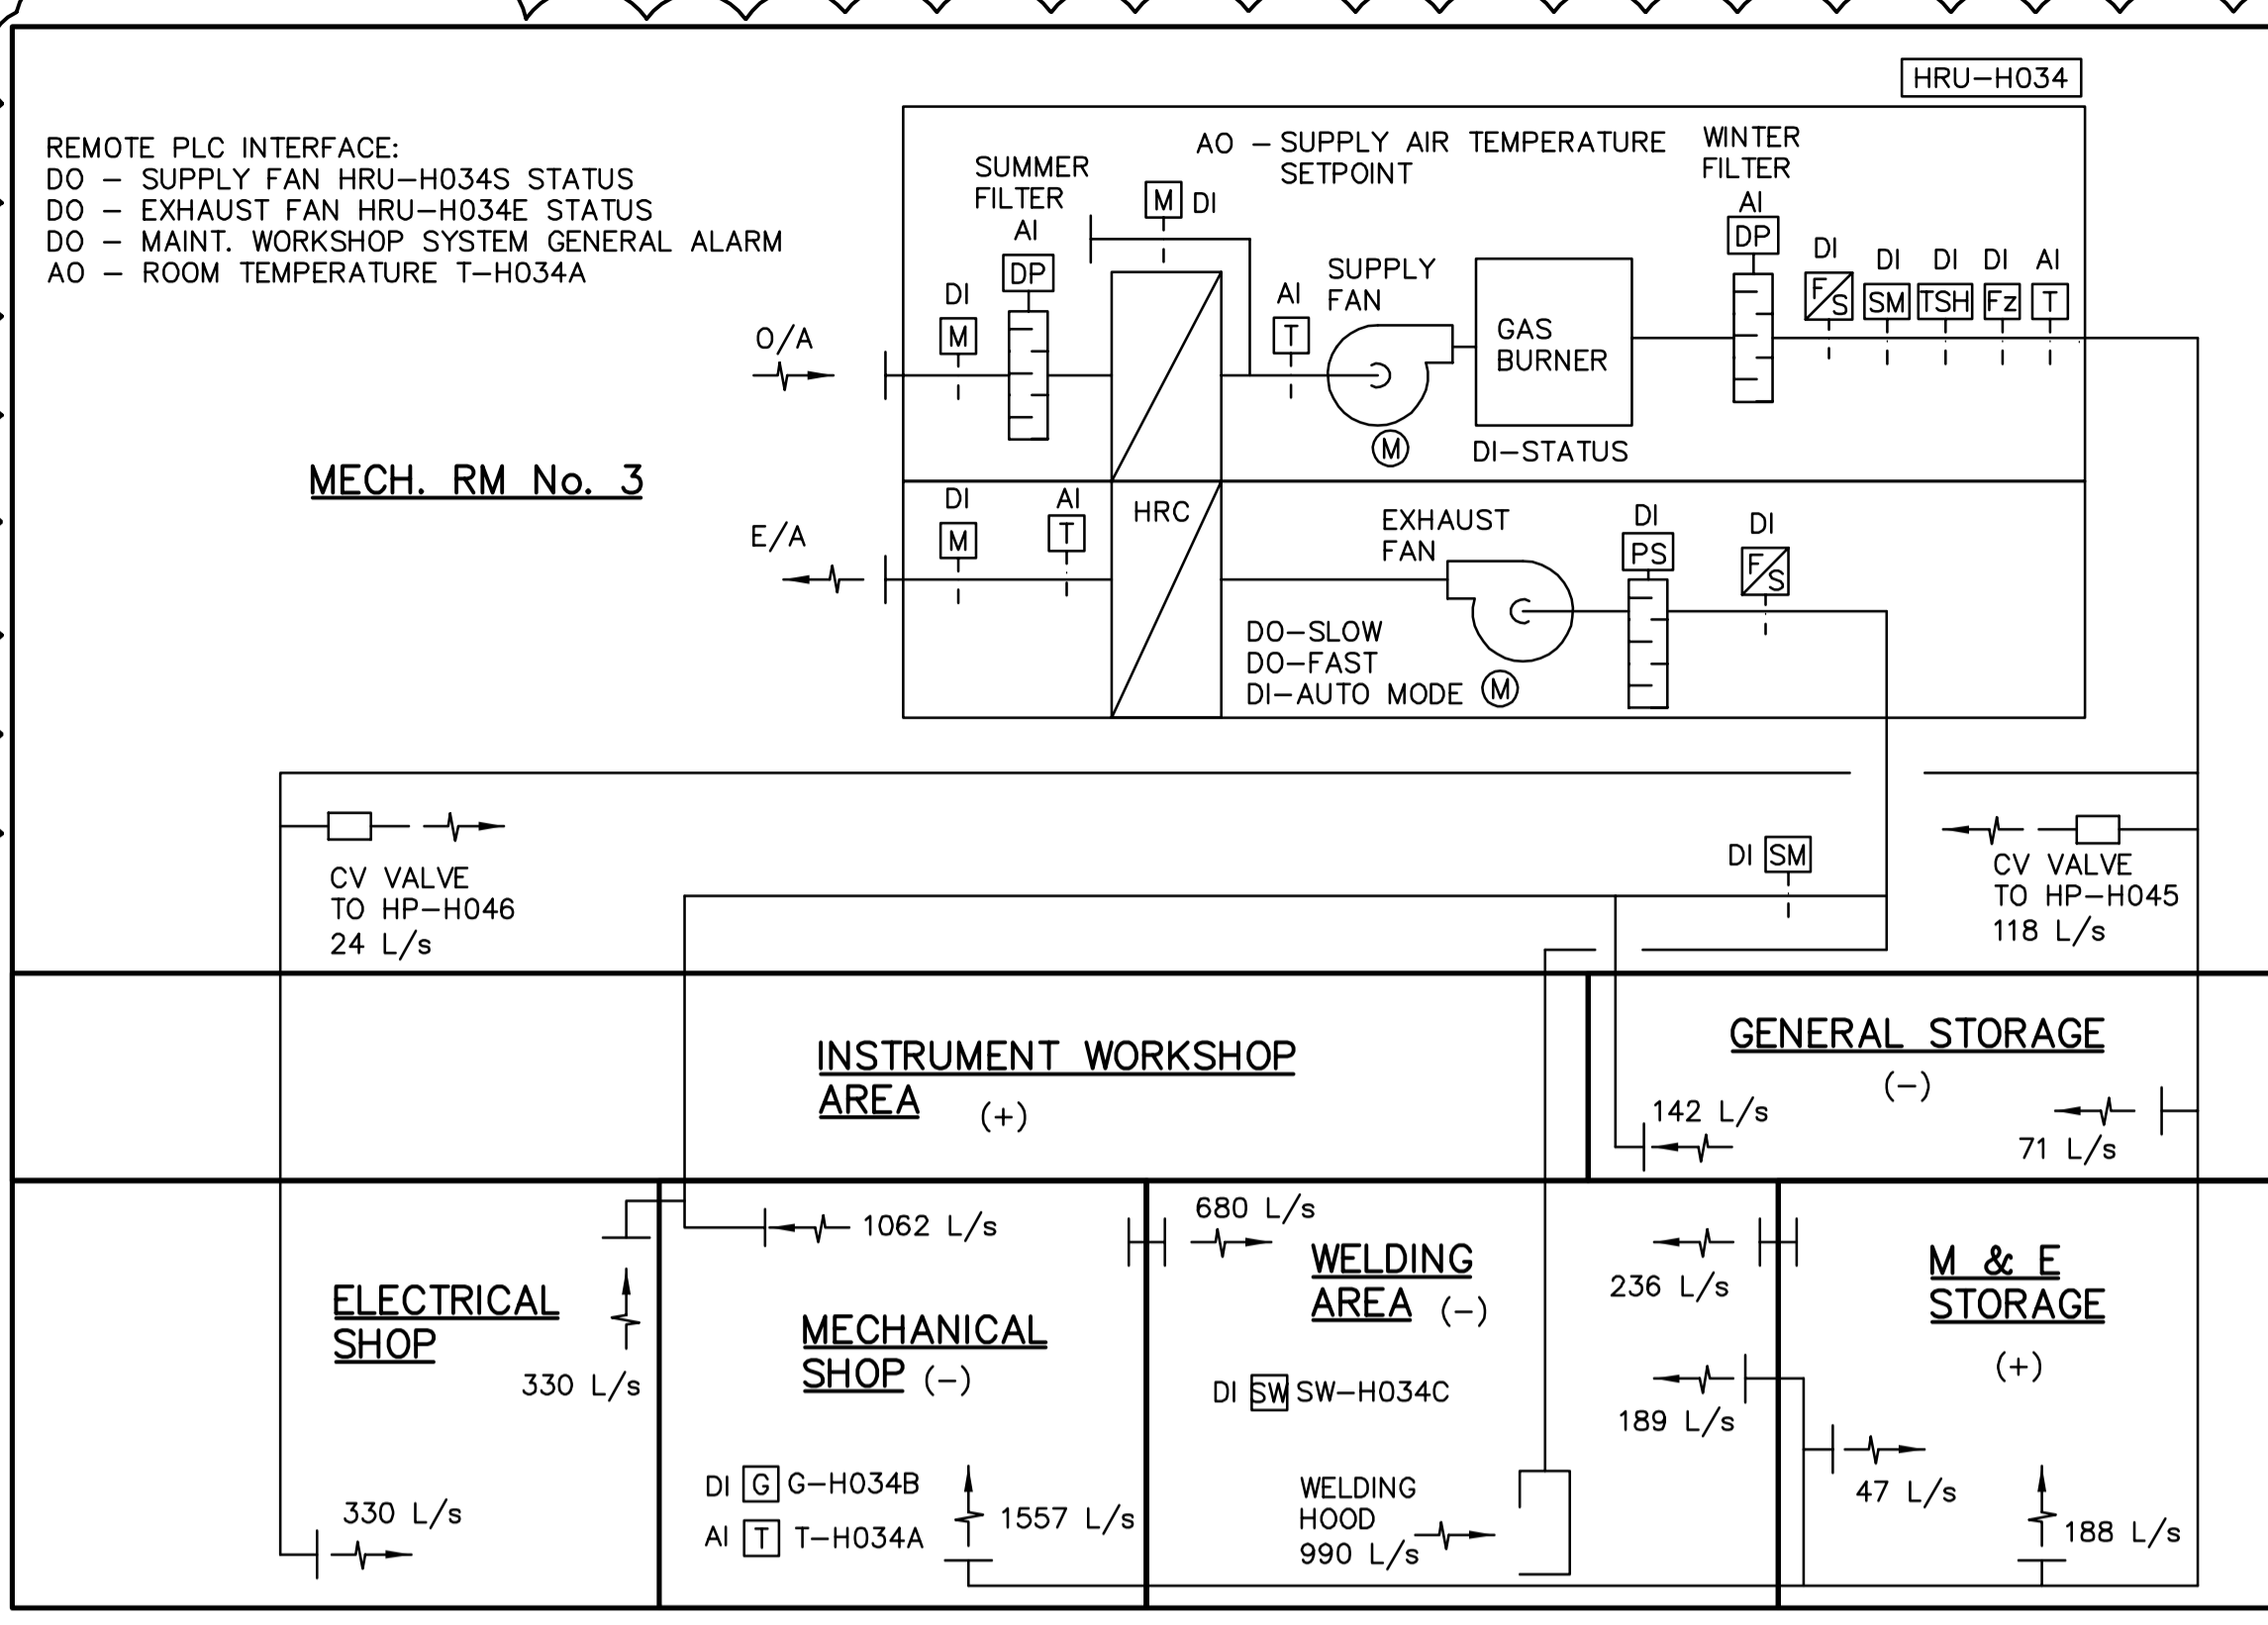 HRU-H034
REMOTE PLC INTERFACE:
DO - SUPPLY FAN HRU-H034S STATUS
DO - EXHAUST FAN HRU-H034E STATUS
DO - MAINT. WORKSHOP SYSTEM GENERAL ALARM
AO - ROOM TEMPERATURE T-H034A
MECH. RM No. 3
AO - SUPPLY AIR TEMPERATURE
SETPOINT
SUMMER
FILTER
AI
DP
M DI
WINTER
FILTER
AI
DP
DI
M
O/A
AI
T
SUPPLY
FAN
M
GAS
BURNER
DI-STATUS
DI
F/S
DI
SM
DI
TSH
DI
Fz
AI
T
E/A
DI
M
AI
T
HRC
EXHAUST
FAN
DI
PS
DI
F/S
DO-SLOW
DO-FAST
DI-AUTO MODE M
CV VALVE
TO HP-H046
24 L/s
DI SM
CV VALVE
TO HP-H045
118 L/s
INSTRUMENT WORKSHOP
AREA (+)
GENERAL STORAGE
(-)
142 L/s
71 L/s
ELECTRICAL
SHOP
330 L/s
330 L/s
1062 L/s
MECHANICAL
SHOP (-)
DI G G-H034B
AI T T-H034A
1557 L/s
680 L/s
WELDING
AREA (-)
DI SW SW-H034C
WELDING
HOOD
990 L/s
236 L/s
189 L/s
M & E
STORAGE
(+)
47 L/s
188 L/s